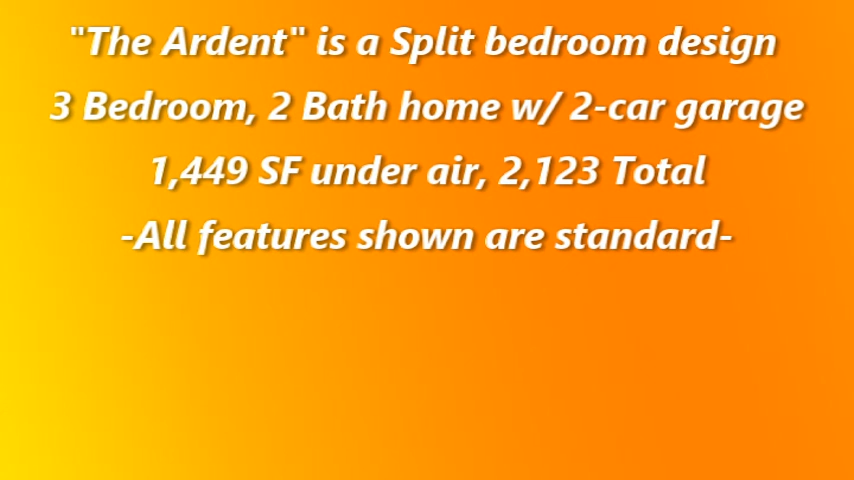 "The Ardent" is a Split bedroom design
3 Bedroom, 2 Bath home w/ 2-car garage
1,449 SF under air, 2,123 Total
-All features shown are standard-